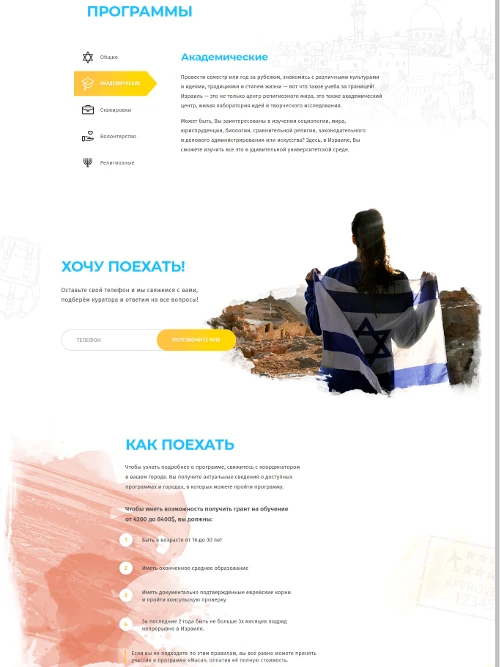 ПРОГРАММЫ
Общие
АКАДЕМИЧЕСКИЕ
Стажировки
Волонтерство
Религиозные
Академические
Провести семестр или год за рубежом, знакомясь с различными культурами
и идеями, традициями и стилем жизни — вот что такое учеба за границей!
Израиль — это не только центр религиозного мира, это также академический
центр, живая лаборатория идей и творческого исследования.
Может быть, Вы заинтересованы в изучении социологии, мира,
юриспруденции, биологии, сравнительной религии, законодательного
и делового администрирования или искусства? Здесь, в Израиле, Вы
сможете изучить все это в удивительной университетской среде.
ХОЧУ ПОЕХАТЬ!
Оставьте свой телефон и мы свяжемся с вами,
подберём куратора и ответим на все вопросы!
ТЕЛЕФОН
ПЕРЕЗВОНИТЕ МНЕ
КАК ПОЕХАТЬ
Чтобы узнать подробнее о программе, свяжитесь с координатором
в вашем городе. Вы получите актуальные сведения о доступных
программах и городах, в которых можете пройти программу.
Чтобы иметь возможность получить грант на обучение
от 4200 до 8400$, вы должны:
1 Быть в возрасте от 16 до 30 лет
2 Иметь оконченное среднее образование
3 Иметь документально подтверждённые еврейские корни
и пройти консульскую проверку
4 За последние 2 года быть не больше 3х месяцев подряд
непрерывно в Израиле.
Если вы не подходите по этим правилам, вы всё равно можете принять
участие в программе «Маса», оплатив её полную стоимость.